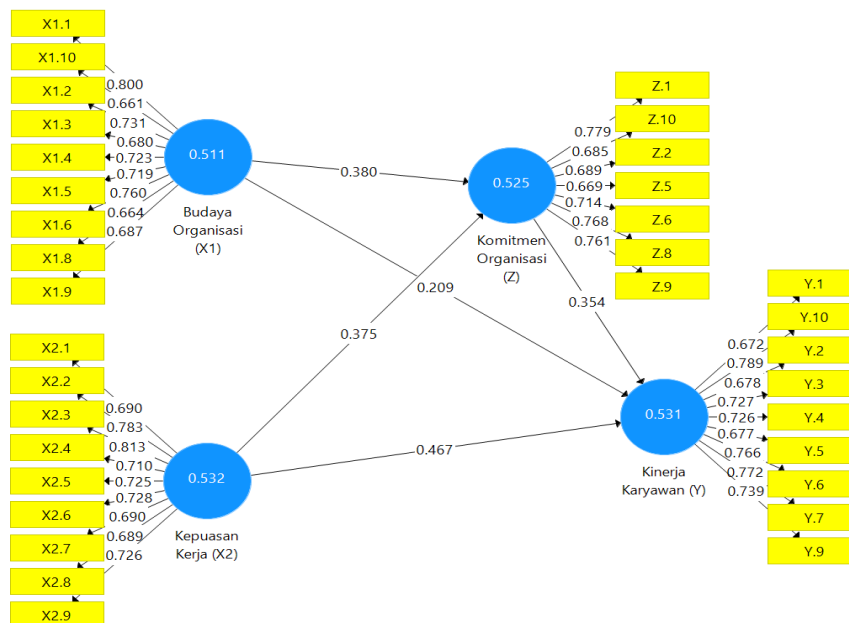 X1.1
X1.10
X1.2
X1.3
X1.4
X1.5
X1.6
X1.8
X1.9
0.800
0.661
0.731
0.680
0.723
0.719
0.760
0.664
0.687
0.511
Budaya
Organisasi
(X1)
X2.1
X2.2
X2.3
X2.4
X2.5
X2.6
X2.7
X2.8
X2.9
0.690
0.783
0.813
0.710
0.725
0.728
0.690
0.689
0.726
0.532
Kepuasan
Kerja (X2)
0.380
0.209
0.375
0.467
0.354
0.525
Komitmen
Organisasi
(Z)
0.779
0.685
0.689
0.669
0.714
0.768
0.761
Z.1
Z.10
Z.2
Z.5
Z.6
Z.8
Z.9
0.531
Kinerja
Karyawan (Y)
0.672
0.789
0.678
0.727
0.726
0.677
0.766
0.772
0.739
Y.1
Y.10
Y.2
Y.3
Y.4
Y.5
Y.6
Y.7
Y.9